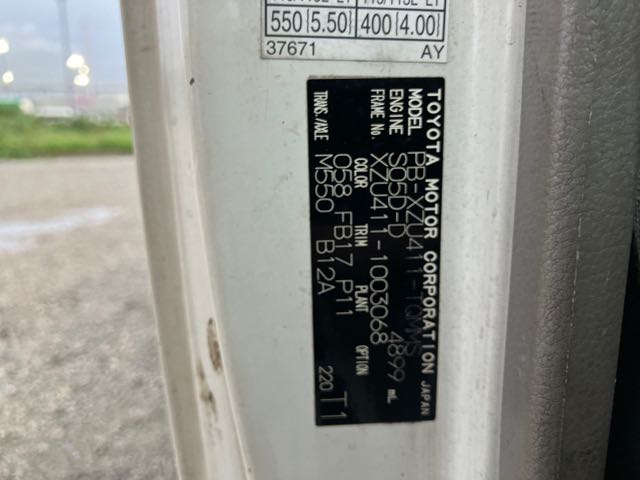 550 5.50 400 4.00
37671 AY
TOYOTA MOTOR CORPORATION JAPAN
MODEL PB-XZU411-TQMMS
ENGINE S05D-D 4899 mL
FRAME No. XZU411-1003068
COLOR TRIM PLANT OPTION
058 FB17 P11
TRANS./AXLE M550 B12A
220 T1